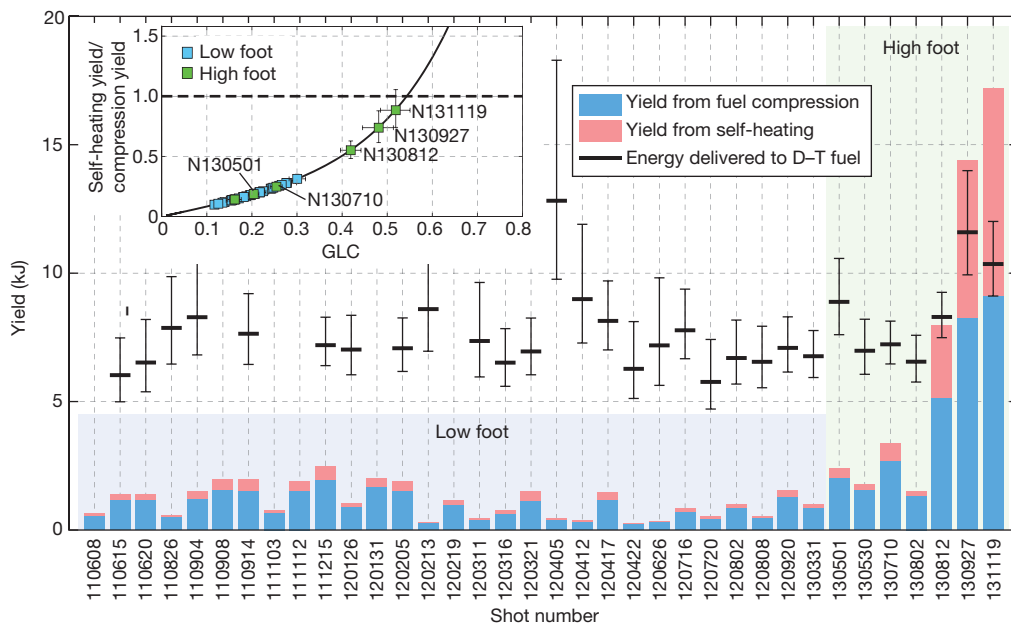 20
15
10
5
0
Yield (kJ)
Self-heating yield/
compression yield
1.5
1.0
0.5
0
Low foot
High foot
N131119
N130927
N130812
N130501
N130710
0 0.1 0.2 0.3 0.4 0.5 0.6 0.7 0.8
GLC
High foot
Yield from fuel compression
Yield from self-heating
Energy delivered to D–T fuel
Low foot
110608
110615
110620
110826
110904
110908
110914
111103
111112
111215
120126
120131
120205
120213
120219
120311
120316
120321
120405
120412
120417
120422
120626
120716
120720
120802
120808
120920
130331
130501
130530
130710
130802
130812
130927
131119
Shot number